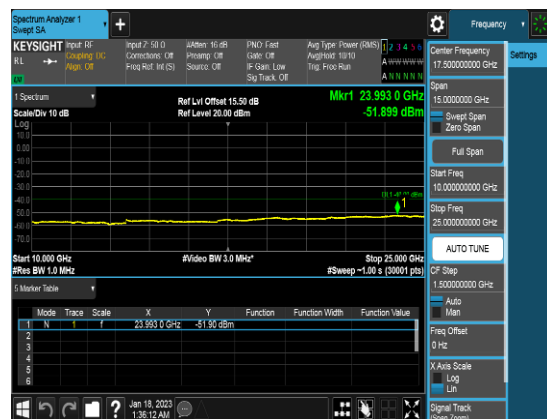 Spectrum Analyzer 1
Swept SA
+
Frequency
KEYSIGHT
RL
Input: RF
Coupling: DC
Align: Off
Input Z: 50 Ω
Corrections: Off
Freq Ref: Int (S)
#Atten: 16 dB
Preamp: Off
Source: Off
PNO: Fast
Gate: Off
IF Gain: Low
Sig Track: Off
Avg Type: Power (RMS)
Avg|Hold: 10/10
Trig: Free Run
1 2 3 4 5 6
A W W W W W
A N N N N N
1 Spectrum
Scale/Div 10 dB
Log
Ref Lvl Offset 15.50 dB
Ref Level 20.00 dBm
Mkr1 23.993 0 GHz
-51.899 dBm
10.0
0.0
-10.0
-20.0
-30.0
-40.0
-50.0
-60.0
-70.0
1
Start 10.000 GHz
#Res BW 1.0 MHz
#Video BW 3.0 MHz*
Stop 25.000 GHz
#Sweep ~1.00 s (30001 pts)
5 Marker Table
Mode Trace Scale X Y Function Function Width Function Value
1 N 1 f 23.993 0 GHz -51.90 dBm
2
3
4
5
6
Jan 18, 2023
1:36:12 AM
?
Center Frequency
17.500000000 GHz
Span
15.0000000 GHz
Swept Span
Zero Span
Full Span
Start Freq
10.000000000 GHz
Stop Freq
25.000000000 GHz
AUTO TUNE
CF Step
1.500000000 GHz
Auto
Man
Freq Offset
0 Hz
X Axis Scale
Log
Lin
Signal Track
(Span Zoom)
Settings